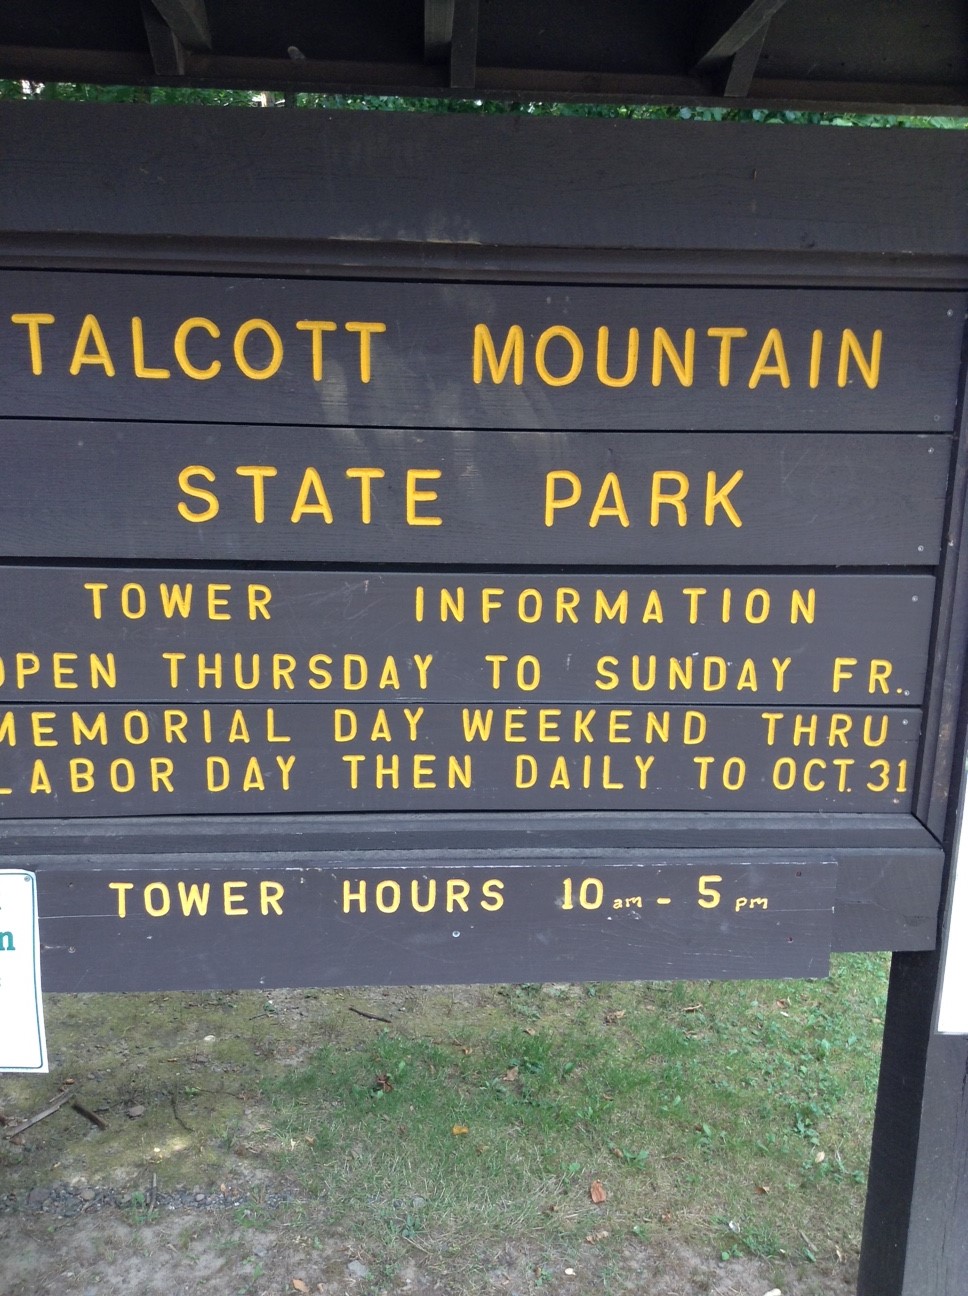 TALCOTT MOUNTAIN
STATE PARK
TOWER INFORMATION
OPEN THURSDAY TO SUNDAY FR.
MEMORIAL DAY WEEKEND THRU
LABOR DAY THEN DAILY TO OCT. 31
TOWER HOURS 10 am - 5 pm